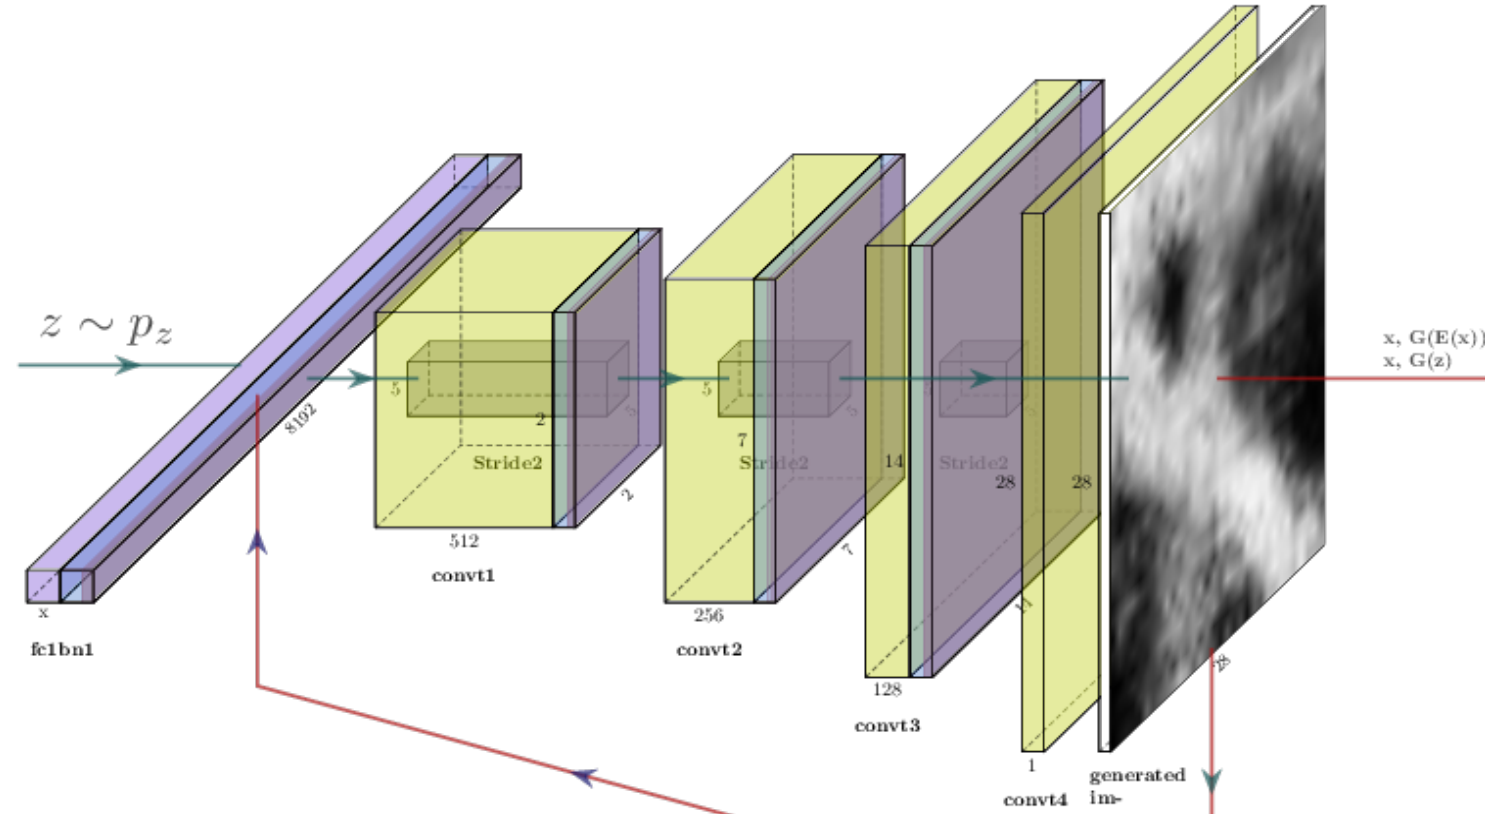 z ∼ p_z
x, G(E(x))
x, G(z)
8192
x
fc1bn1
5
5
2
Stride2
2
512
convt1
5
5
7
Stride2
7
256
convt2
14
Stride2
14
128
convt3
28
28
1
convt4
28
generated
im-